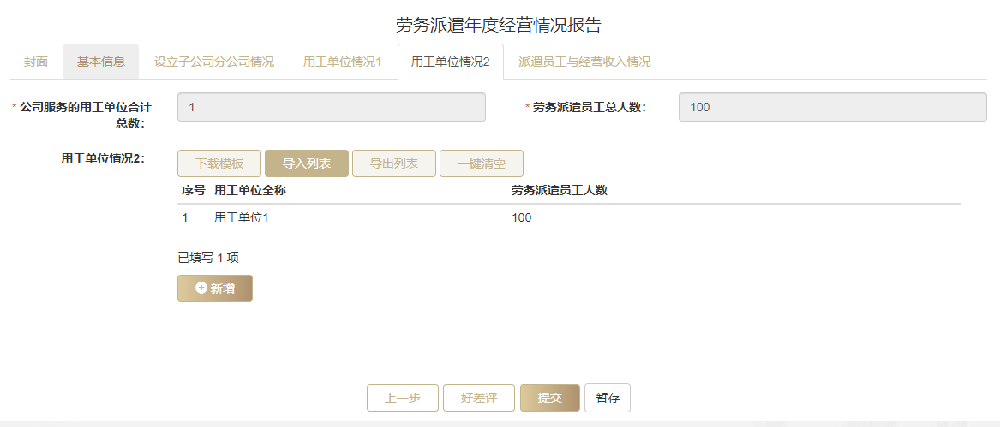 劳务派遣年度经营情况报告
封面 基本信息 设立子公司分公司情况 用工单位情况1 用工单位情况2 派遣员工与经营收入情况
* 公司服务的用工单位合计总数: 1
* 劳务派遣员工总人数: 100
用工单位情况2: 下载模板 导入列表 导出列表 一键清空
序号 用工单位全称 劳务派遣员工人数
1 用工单位1 100
已填写 1 项
新增
上一步 好差评 提交 暂存